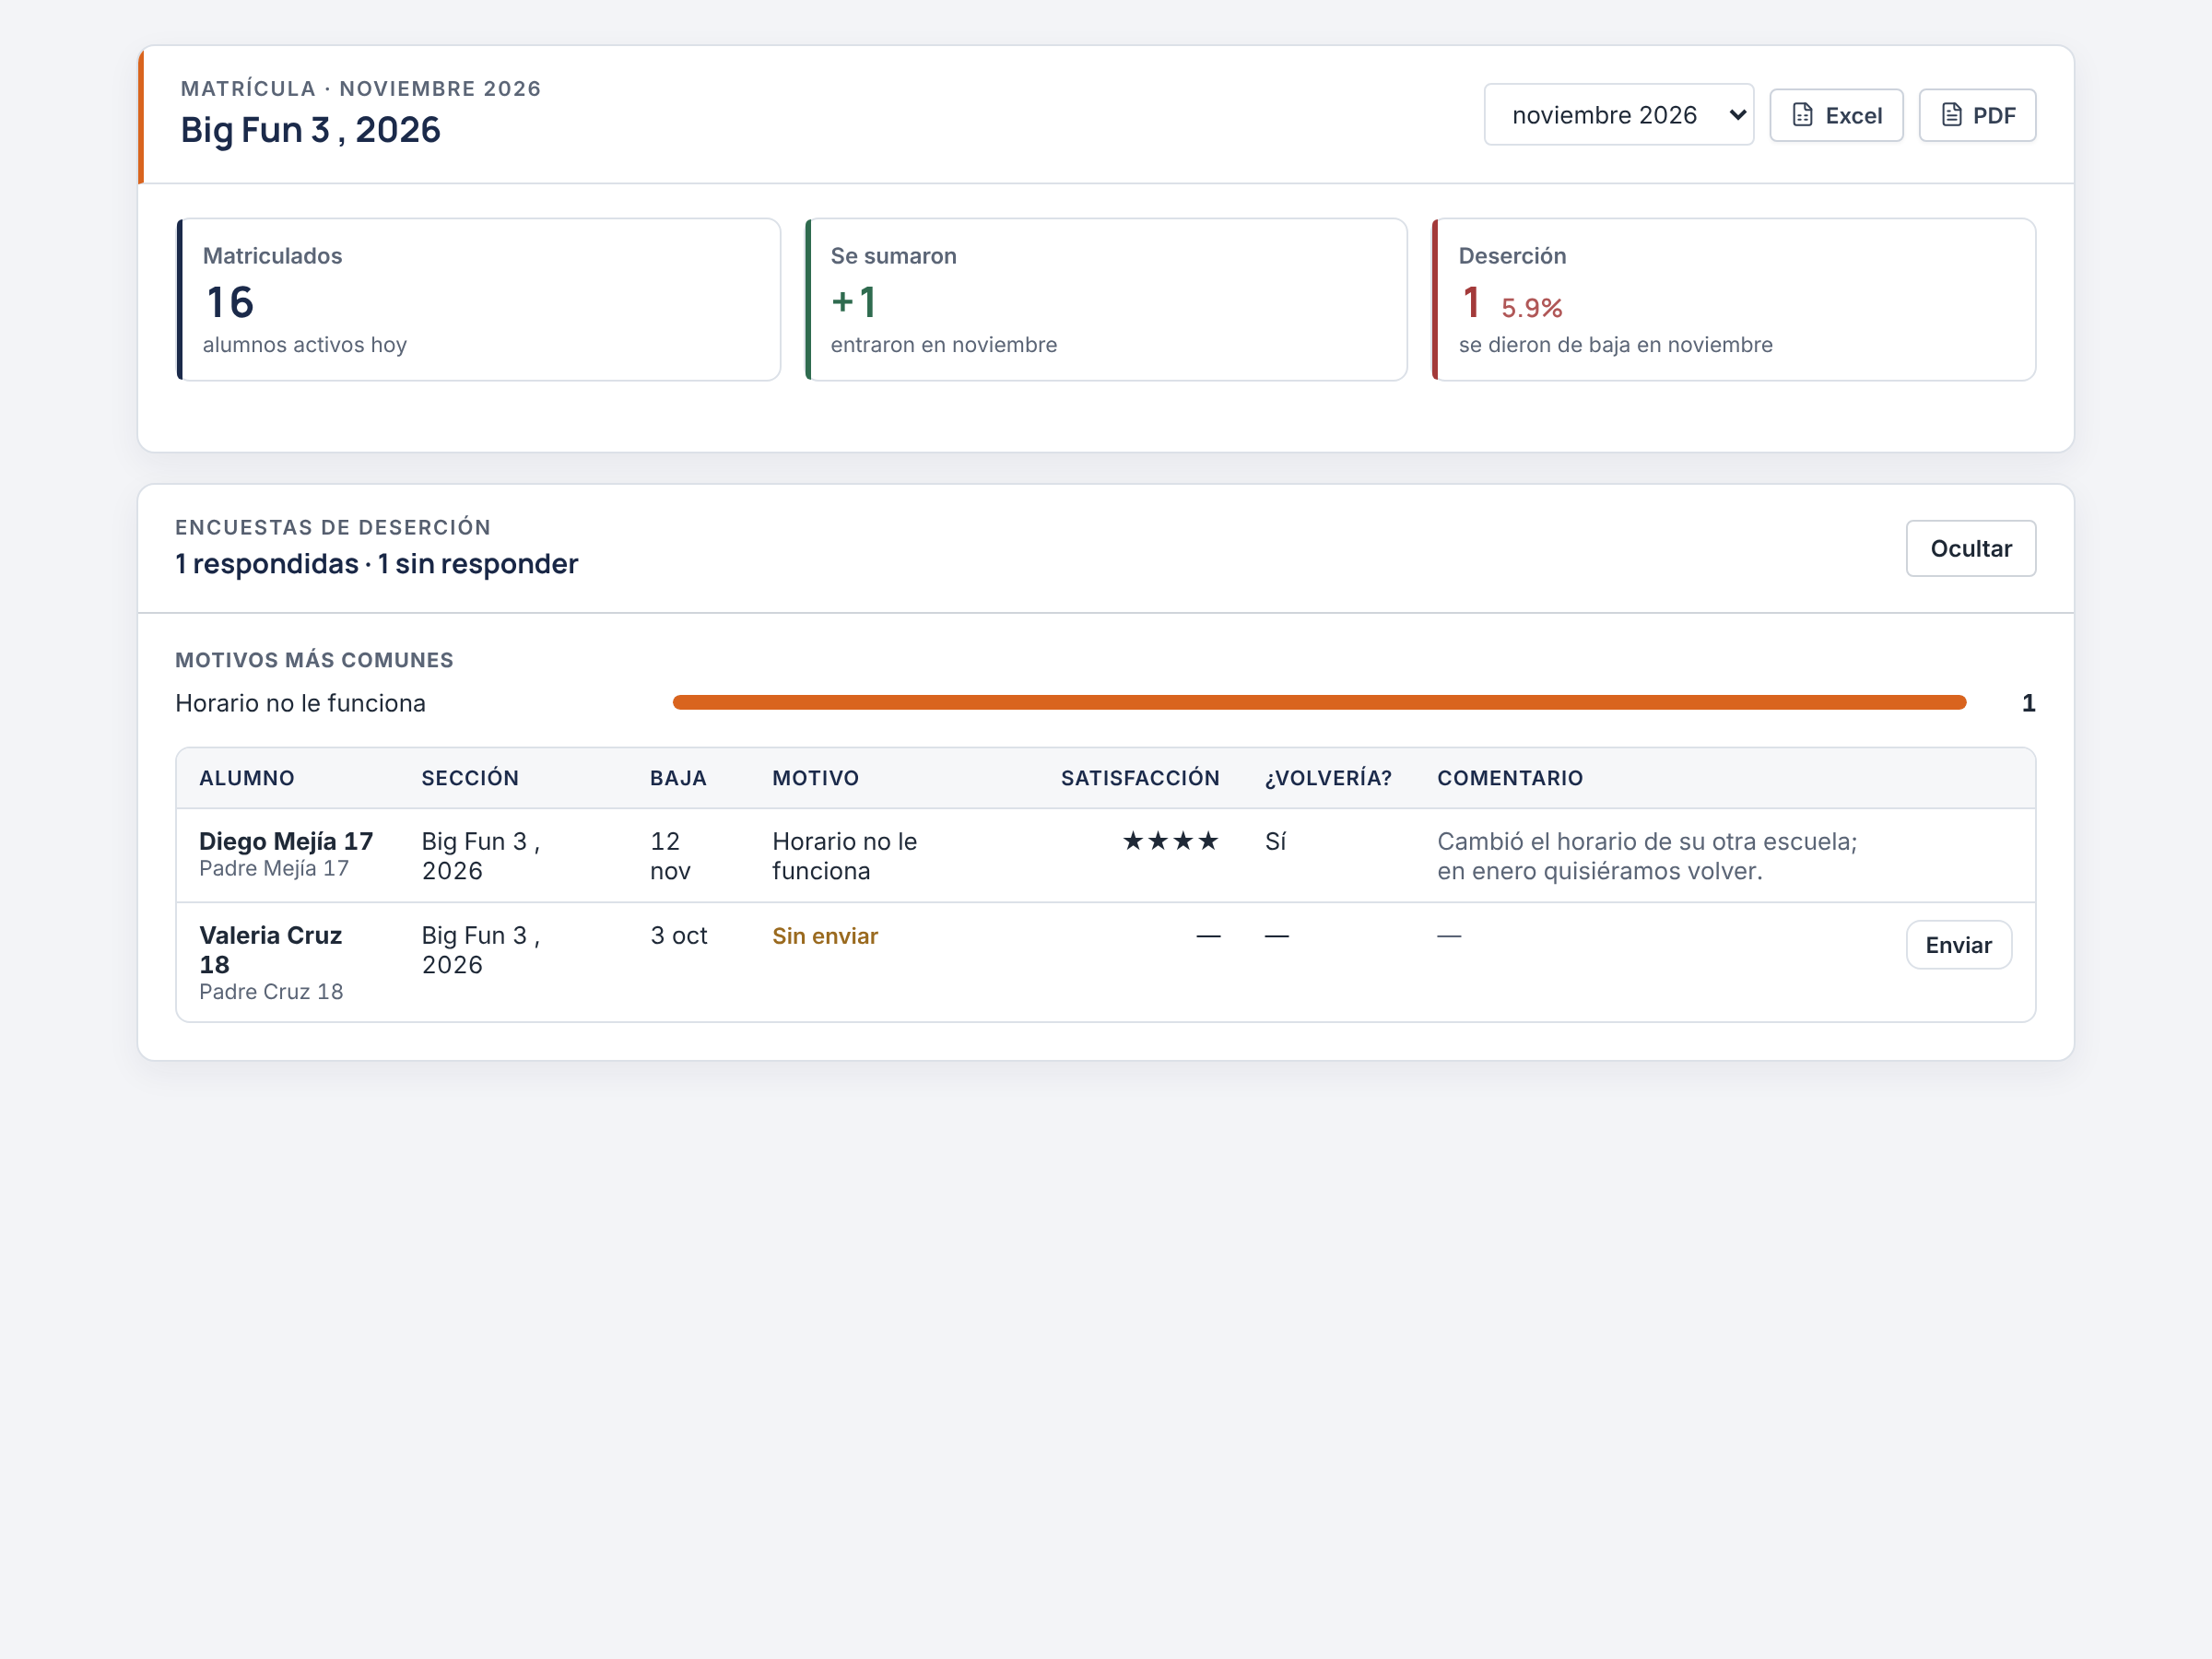 MATRÍCULA · NOVIEMBRE 2026
Big Fun 3 , 2026
noviembre 2026
Excel
PDF
Matriculados
16
alumnos activos hoy
Se sumaron
+1
entraron en noviembre
Deserción
1 5.9%
se dieron de baja en noviembre
ENCUESTAS DE DESERCIÓN
1 respondidas · 1 sin responder
Ocultar
MOTIVOS MÁS COMUNES
Horario no le funciona 1
ALUMNO SECCIÓN BAJA MOTIVO SATISFACCIÓN ¿VOLVERÍA? COMENTARIO
Diego Mejía 17
Padre Mejía 17
Big Fun 3 ,
2026
12
nov
Horario no le
funciona
★★★★
Sí
Cambió el horario de su otra escuela;
en enero quisiéramos volver.
Valeria Cruz
18
Padre Cruz 18
Big Fun 3 ,
2026
3 oct
Sin enviar
—
—
—
Enviar